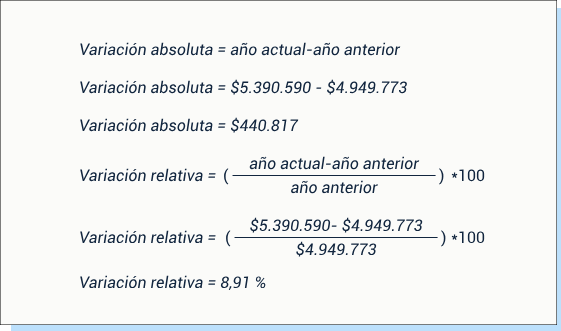 Variación absoluta = año actual-año anterior
Variación absoluta = $5.390.590 - $4.949.773
Variación absoluta = $440.817
Variación relativa = ( año actual-año anterior
año anterior ) *100
Variación relativa = ( $5.390.590- $4.949.773
$4.949.773 ) *100
Variación relativa = 8,91 %